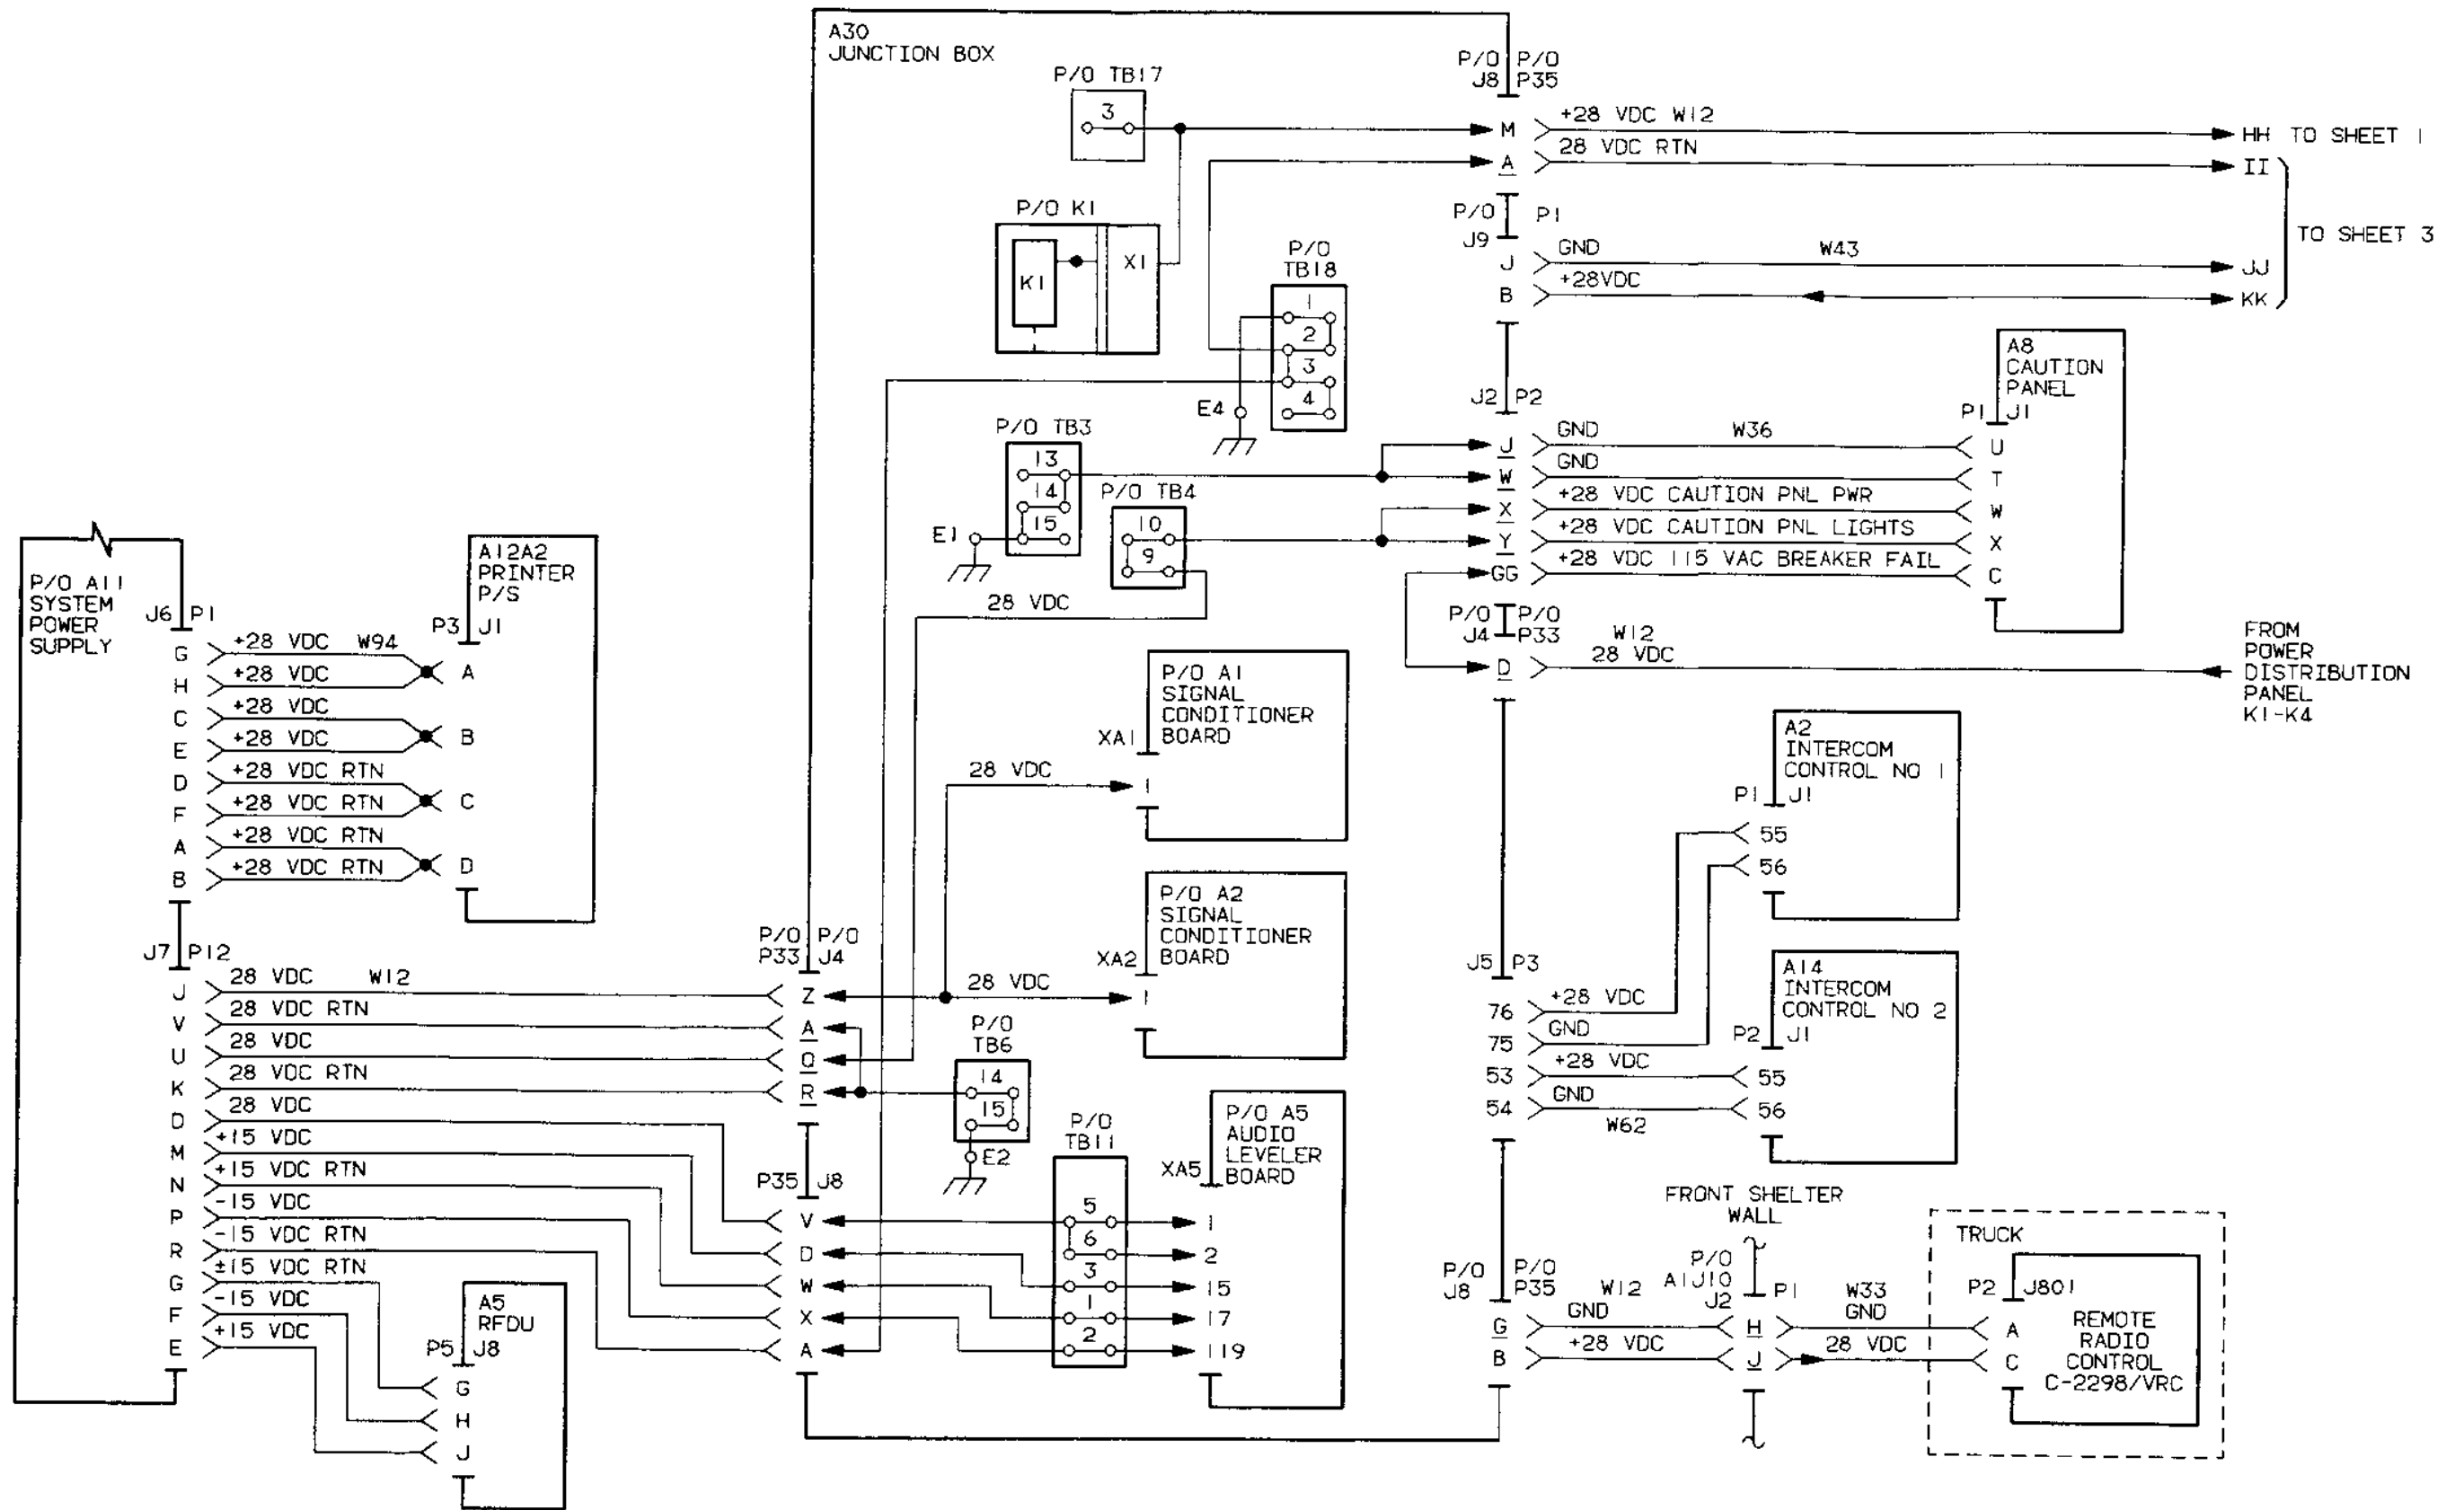 A30
JUNCTION BOX
P/O TB17
3
P/O P/O
J8 P35
M
+28 VDC W12
HH TO SHEET 1
A
28 VDC RTN
II
P/O K1
K1
X1
P/O P1
J9
J
GND
W43
JJ
B
+28VDC
KK
TO SHEET 3
P/O
TB18
1
2
3
4
E4
J2 P2
A8
CAUTION
PANEL
P1 J1
P/O TB3
13
14
15
E1
P/O TB4
10
9
28 VDC
J
GND
W36
U
W
GND
T
X
+28 VDC CAUTION PNL PWR
W
Y
+28 VDC CAUTION PNL LIGHTS
X
GG
+28 VDC 115 VAC BREAKER FAIL
C
P/O P/O
J4 P33
W12
D
28 VDC
FROM
POWER
DISTRIBUTION
PANEL
K1-K4
P/O A11
SYSTEM
POWER
SUPPLY
J6 P1
A12A2
PRINTER
P/S
P3 J1
G
+28 VDC W94
H
+28 VDC
A
C
+28 VDC
E
+28 VDC
B
D
+28 VDC RTN
F
+28 VDC RTN
C
A
+28 VDC RTN
B
+28 VDC RTN
D
P/O A1
SIGNAL
CONDITIONER
BOARD
XA1
28 VDC
1
P/O A2
SIGNAL
CONDITIONER
BOARD
XA2
28 VDC
1
A2
INTERCOM
CONTROL NO 1
P1 J1
55
56
A14
INTERCOM
CONTROL NO 2
P2 J1
55
56
J5 P3
76
+28 VDC
75
GND
53
+28 VDC
54
GND
W62
J7 P12
P/O P/O
P33 J4
J
28 VDC W12
Z
V
28 VDC RTN
A
U
28 VDC
Q
K
28 VDC RTN
R
D
28 VDC
M
+15 VDC
N
+15 VDC RTN
P
-15 VDC
R
-15 VDC RTN
G
±15 VDC RTN
F
-15 VDC
E
+15 VDC
P/O
TB6
14
15
E2
P35 J8
V
D
W
X
A
P/O
TB11
5
6
3
1
2
P/O A5
AUDIO
LEVELER
BOARD
XA5
1
2
15
17
119
A5
RFDU
P5 J8
G
H
J
FRONT SHELTER
WALL
P/O P/O
J8 P35
P/O
A1J10
J2 P1
W12
G
GND
H
B
+28 VDC
J
W33
GND
28 VDC
TRUCK
P2 J801
A
C
REMOTE
RADIO
CONTROL
C-2298/VRC